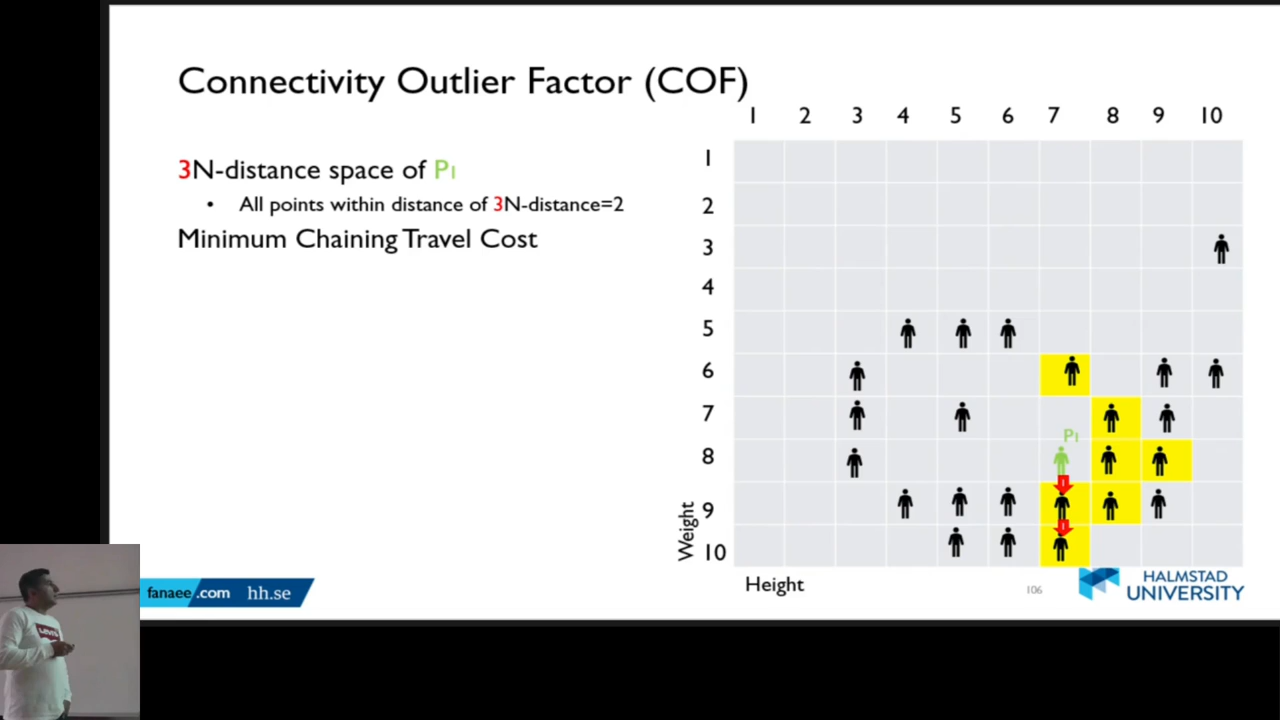 Connectivity Outlier Factor (COF)
1 2 3 4 5 6 7 8 9 10
3N-distance space of P1
• All points within distance of 3N-distance=2
Minimum Chaining Travel Cost
1
2
3
4
5
6
7
P1
8
1
9
1
10
Weight
Height
fanaee.com hh.se
106
HALMSTAD
UNIVERSITY